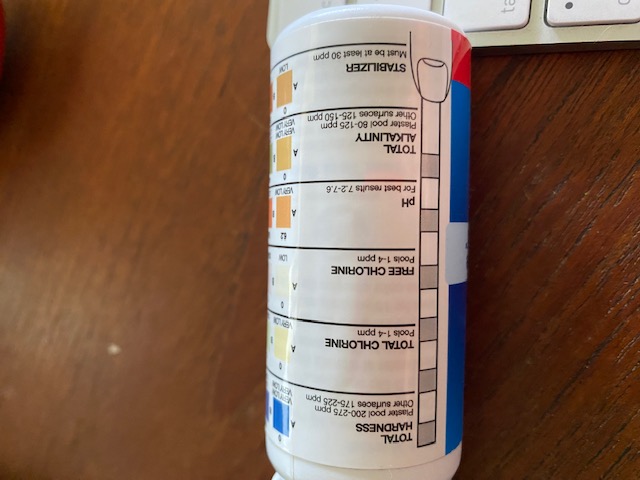 TOTAL
HARDNESS
Plaster pool 200-275 ppm
Other surfaces 175-225 ppm
0
A
VERY LOW
TOTAL CHLORINE
Pools 1-4 ppm
0
A
VERY LOW
FREE CHLORINE
Pools 1-4 ppm
0
A
LOW
pH
For best results 7.2-7.6
6.2
A
VERY LOW
TOTAL
ALKALINITY
Plaster pool 80-125 ppm
Other surfaces 125-150 ppm
0
A
VERY LOW
STABILIZER
Must be at least 30 ppm
0
A
LOW